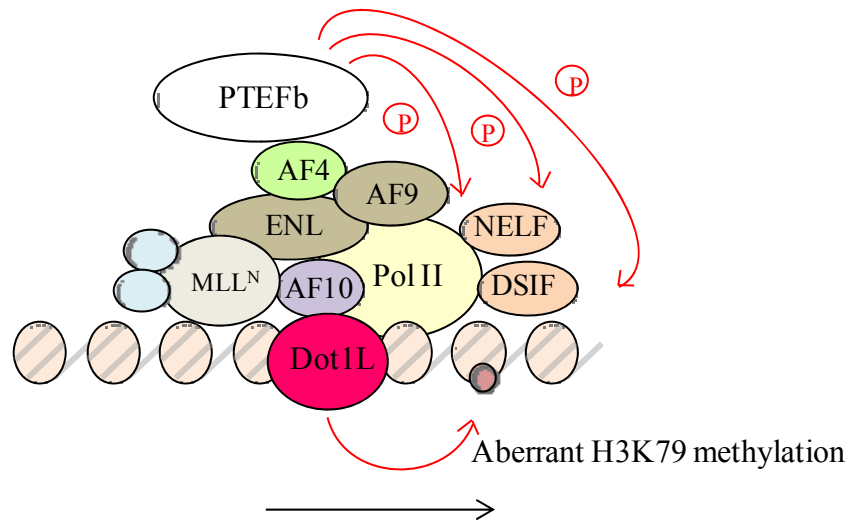 PTEFb
P
P
P
AF4
AF9
ENL
NELF
MLLᴺ
AF10
Pol II
DSIF
Dot1L
Aberrant H3K79 methylation